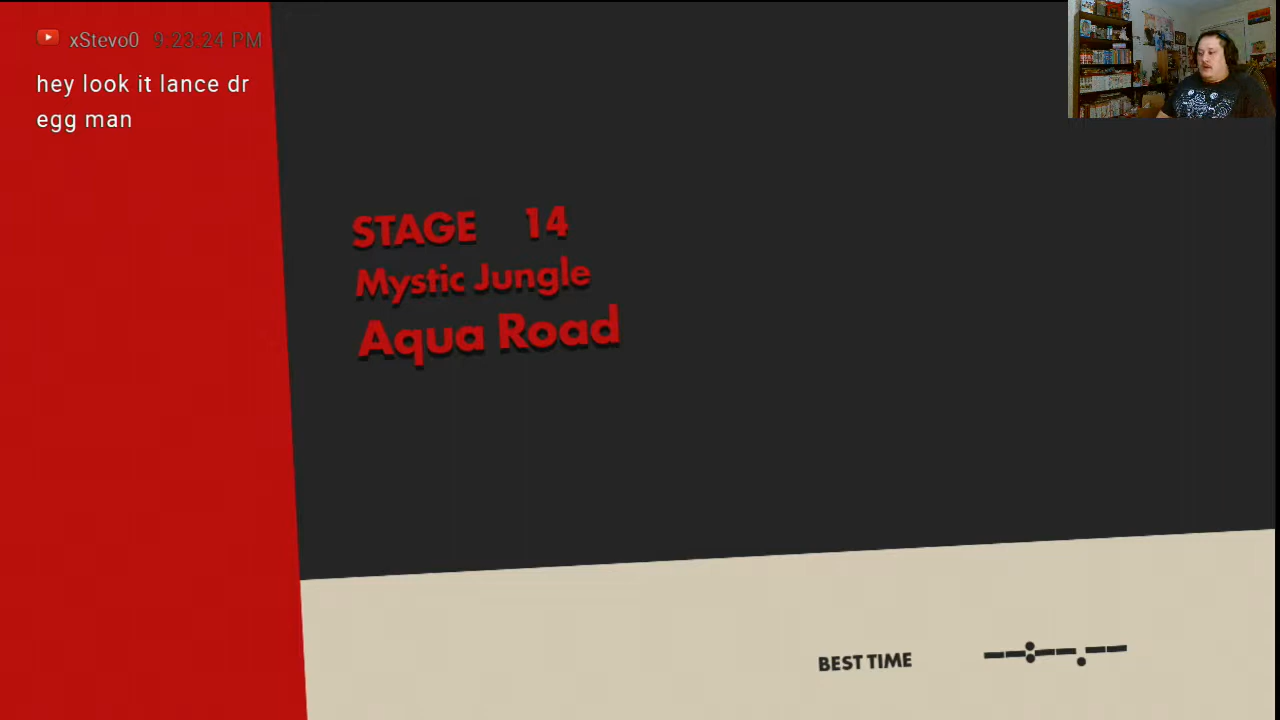 xStevo0 9:23:24 PM
hey look it lance dr
egg man
STAGE 14
Mystic Jungle
Aqua Road
BEST TIME --:--.--